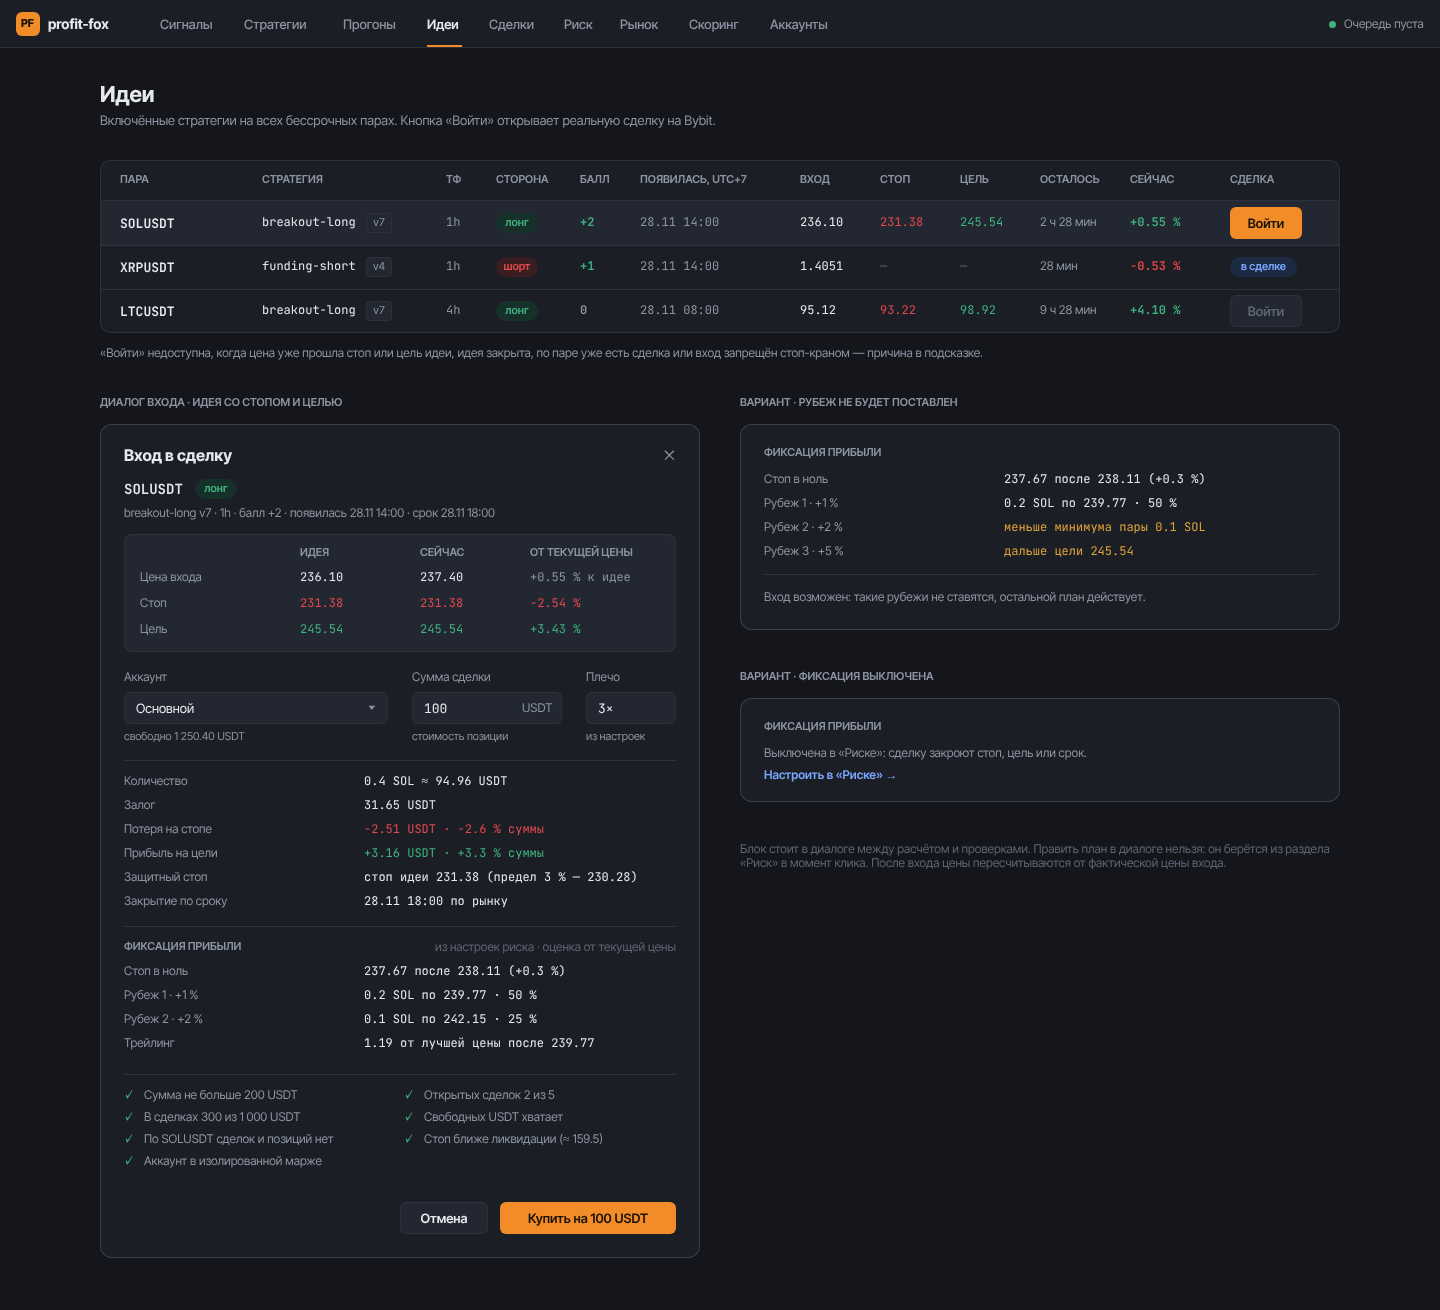 PF profit-fox Сигналы Стратегии Прогоны Идеи Сделки Риск Рынок Скоринг Аккаунты Очередь пуста
Идеи
Включённые стратегии на всех бессрочных парах. Кнопка «Войти» открывает реальную сделку на Bybit.
ПАРА СТРАТЕГИЯ ТФ СТОРОНА БАЛЛ ПОЯВИЛАСЬ, UTC+7 ВХОД СТОП ЦЕЛЬ ОСТАЛОСЬ СЕЙЧАС СДЕЛКА
SOLUSDT breakout-long v7 1h лонг +2 28.11 14:00 236.10 231.38 245.54 2 ч 28 мин +0.55 % Войти
XRPUSDT funding-short v4 1h шорт +1 28.11 14:00 1.4051 — — 28 мин -0.53 % в сделке
LTCUSDT breakout-long v7 4h лонг 0 28.11 08:00 95.12 93.22 98.92 9 ч 28 мин +4.10 % Войти
«Войти» недоступна, когда цена уже прошла стоп или цель идеи, идея закрыта, по паре уже есть сделка или вход запрещён стоп-краном — причина в подсказке.
ДИАЛОГ ВХОДА · ИДЕЯ СО СТОПОМ И ЦЕЛЬЮ
Вход в сделку
SOLUSDT лонг
breakout-long v7 · 1h · балл +2 · появилась 28.11 14:00 · срок 28.11 18:00
ИДЕЯ СЕЙЧАС ОТ ТЕКУЩЕЙ ЦЕНЫ
Цена входа 236.10 237.40 +0.55 % к идее
Стоп 231.38 231.38 -2.54 %
Цель 245.54 245.54 +3.43 %
Аккаунт Сумма сделки Плечо
Основной 100 USDT 3×
свободно 1 250.40 USDT стоимость позиции из настроек
Количество 0.4 SOL ≈ 94.96 USDT
Залог 31.65 USDT
Потеря на стопе -2.51 USDT · -2.6 % суммы
Прибыль на цели +3.16 USDT · +3.3 % суммы
Защитный стоп стоп идеи 231.38 (предел 3 % — 230.28)
Закрытие по сроку 28.11 18:00 по рынку
ФИКСАЦИЯ ПРИБЫЛИ из настроек риска · оценка от текущей цены
Стоп в ноль 237.67 после 238.11 (+0.3 %)
Рубеж 1 · +1 % 0.2 SOL по 239.77 · 50 %
Рубеж 2 · +2 % 0.1 SOL по 242.15 · 25 %
Трейлинг 1.19 от лучшей цены после 239.77
✓ Сумма не больше 200 USDT ✓ Открытых сделок 2 из 5
✓ В сделках 300 из 1 000 USDT ✓ Свободных USDT хватает
✓ По SOLUSDT сделок и позиций нет ✓ Стоп ближе ликвидации (≈ 159.5)
✓ Аккаунт в изолированной марже
Отмена Купить на 100 USDT
ВАРИАНТ · РУБЕЖ НЕ БУДЕТ ПОСТАВЛЕН
ФИКСАЦИЯ ПРИБЫЛИ
Стоп в ноль 237.67 после 238.11 (+0.3 %)
Рубеж 1 · +1 % 0.2 SOL по 239.77 · 50 %
Рубеж 2 · +2 % меньше минимума пары 0.1 SOL
Рубеж 3 · +5 % дальше цели 245.54
Вход возможен: такие рубежи не ставятся, остальной план действует.
ВАРИАНТ · ФИКСАЦИЯ ВЫКЛЮЧЕНА
ФИКСАЦИЯ ПРИБЫЛИ
Выключена в «Риске»: сделку закроют стоп, цель или срок.
Настроить в «Риске» →
Блок стоит в диалоге между расчётом и проверками. Править план в диалоге нельзя: он берётся из раздела
«Риск» в момент клика. После входа цены пересчитываются от фактической цены входа.